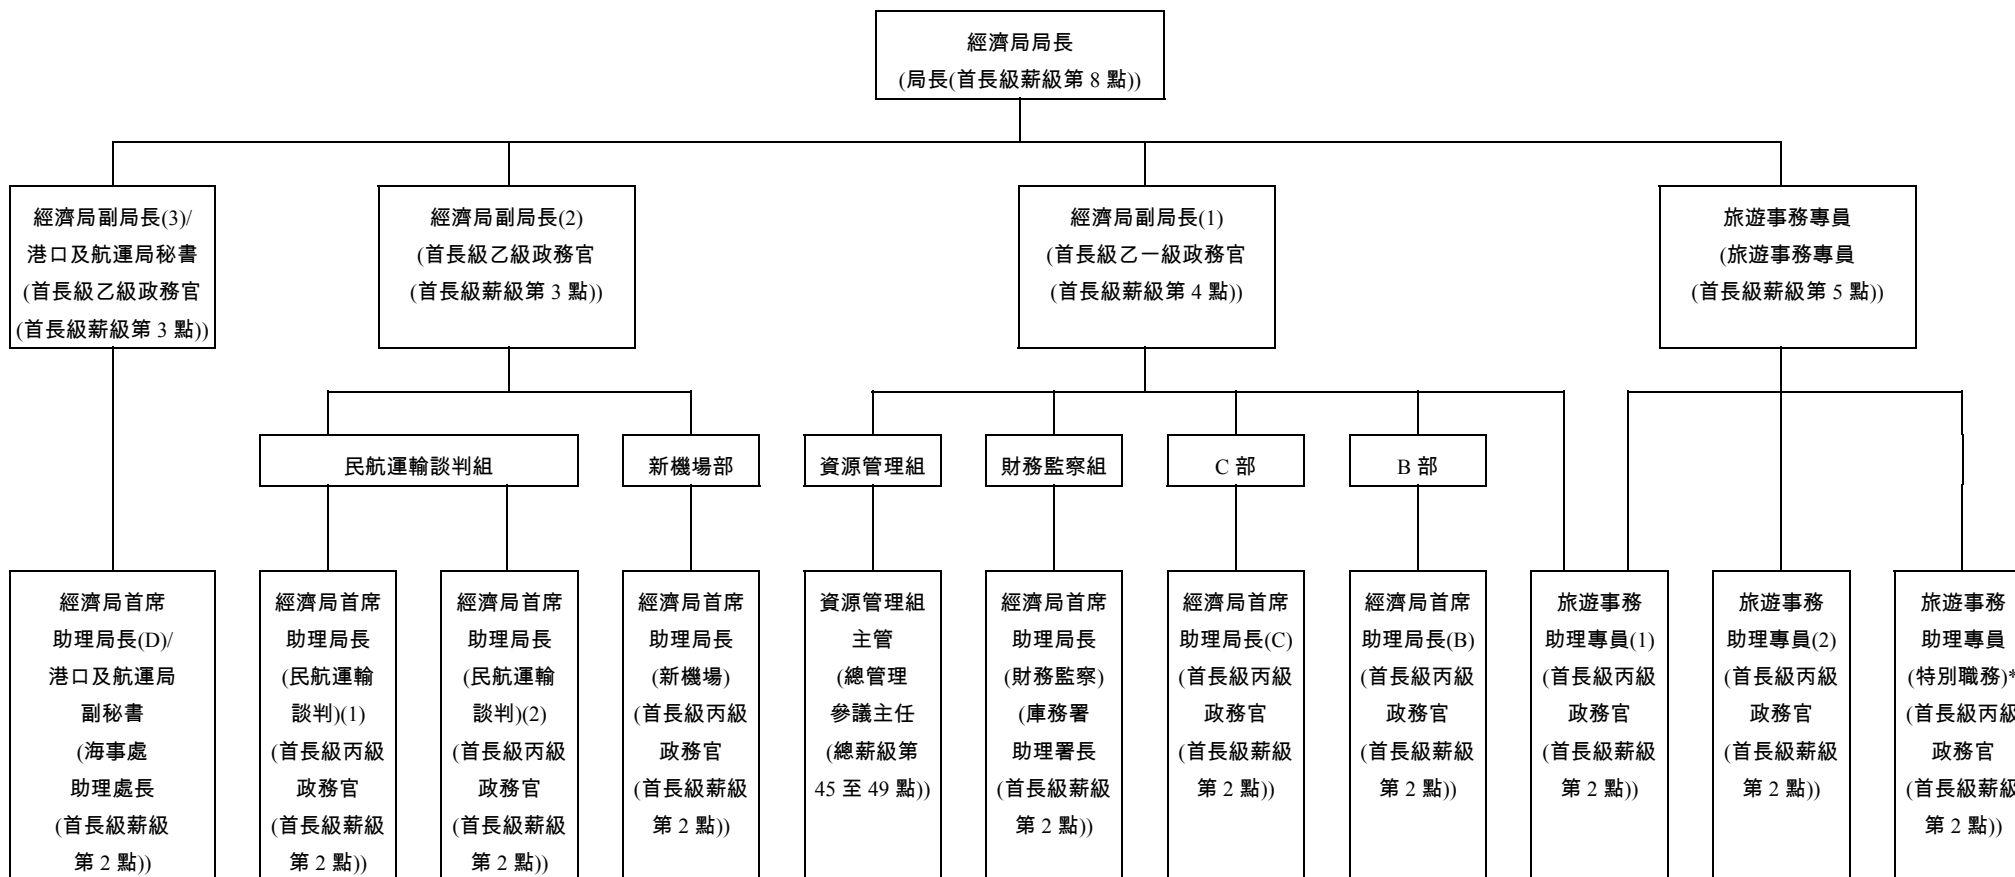 經濟局局長
(局長(首長級薪級第 8 點))
經濟局副局長(3)/
港口及航運局秘書
(首長級乙級政務官
(首長級薪級第 3 點))
經濟局副局長(2)
(首長級乙級政務官
(首長級薪級第 3 點))
經濟局副局長(1)
(首長級乙一級政務官
(首長級薪級第 4 點))
旅遊事務專員
(旅遊事務專員
(首長級薪級第 5 點))
民航運輸談判組
新機場部
資源管理組
財務監察組
C 部
B 部
經濟局首席
助理局長(D)/
港口及航運局
副秘書
(海事處
助理處長
(首長級薪級
第 2 點))
經濟局首席
助理局長
(民航運輸
談判)(1)
(首長級丙級
政務官
(首長級薪級
第 2 點))
經濟局首席
助理局長
(民航運輸
談判)(2)
(首長級丙級
政務官
(首長級薪級
第 2 點))
經濟局首席
助理局長
(新機場)
(首長級丙級
政務官
(首長級薪級
第 2 點))
資源管理組
主管
(總管理
參議主任
(總薪級第
45 至 49 點))
經濟局首席
助理局長
(財務監察)
(庫務署
助理署長
(首長級薪級
第 2 點))
經濟局首席
助理局長(C)
(首長級丙級
政務官
(首長級薪級
第 2 點))
經濟局首席
助理局長(B)
(首長級丙級
政務官
(首長級薪級
第 2 點))
旅遊事務
助理專員(1)
(首長級丙級
政務官
(首長級薪級
第 2 點))
旅遊事務
助理專員(2)
(首長級丙級
政務官
(首長級薪級
第 2 點))
旅遊事務
助理專員
(特別職務)*
(首長級丙級
政務官
(首長級薪級
第 2 點))